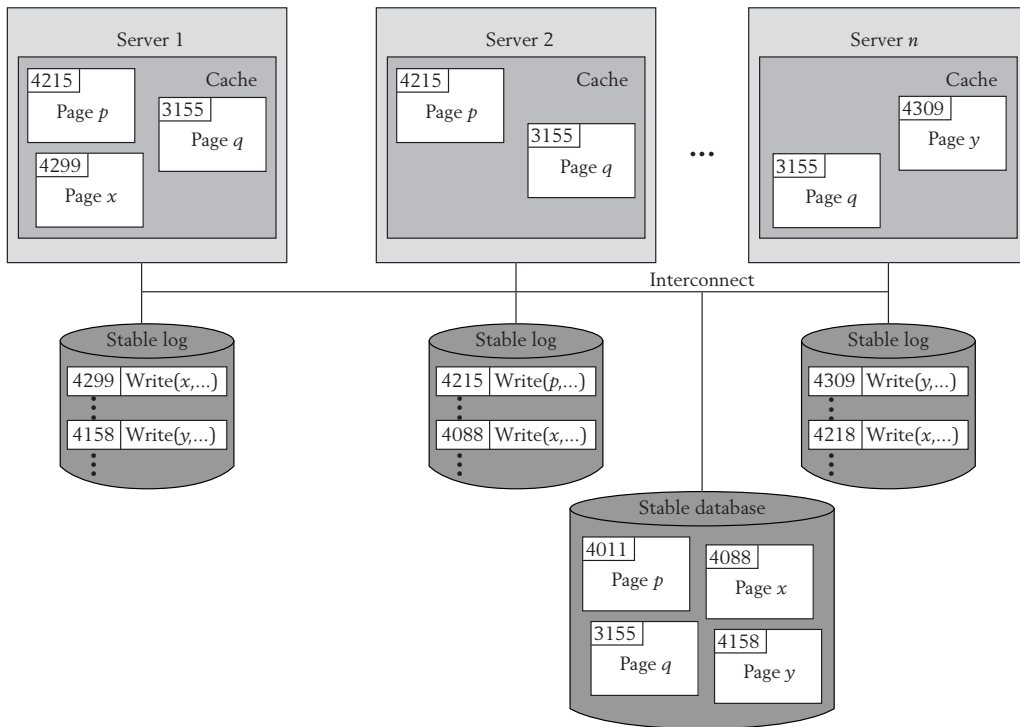 Server 1
Cache
4215
Page p
3155
Page q
4299
Page x
Server 2
Cache
4215
Page p
3155
Page q
...
Server n
Cache
4309
Page y
3155
Page q
Interconnect
Stable log
4299 Write(x,...)
4158 Write(y,...)
Stable log
4215 Write(p,...)
4088 Write(x,...)
Stable log
4309 Write(y,...)
4218 Write(x,...)
Stable database
4011
Page p
4088
Page x
3155
Page q
4158
Page y